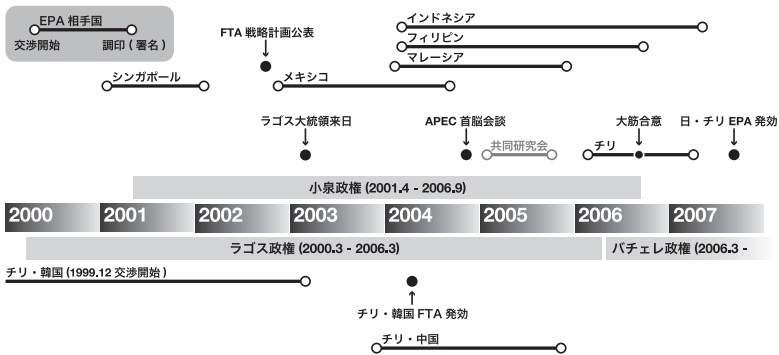 EPA 相手国
交渉開始 調印(署名)
FTA 戦略計画公表
インドネシア
フィリピン
マレーシア
シンガポール
メキシコ
ラゴス大統領来日
APEC 首脳会談
大筋合意
日・チリ EPA 発効
共同研究会
チリ
小泉政権 (2001.4 - 2006.9)
2000 2001 2002 2003 2004 2005 2006 2007
ラゴス政権 (2000.3 - 2006.3)
バチェレ政権 (2006.3 -
チリ・韓国 (1999.12 交渉開始)
チリ・韓国 FTA 発効
チリ・中国